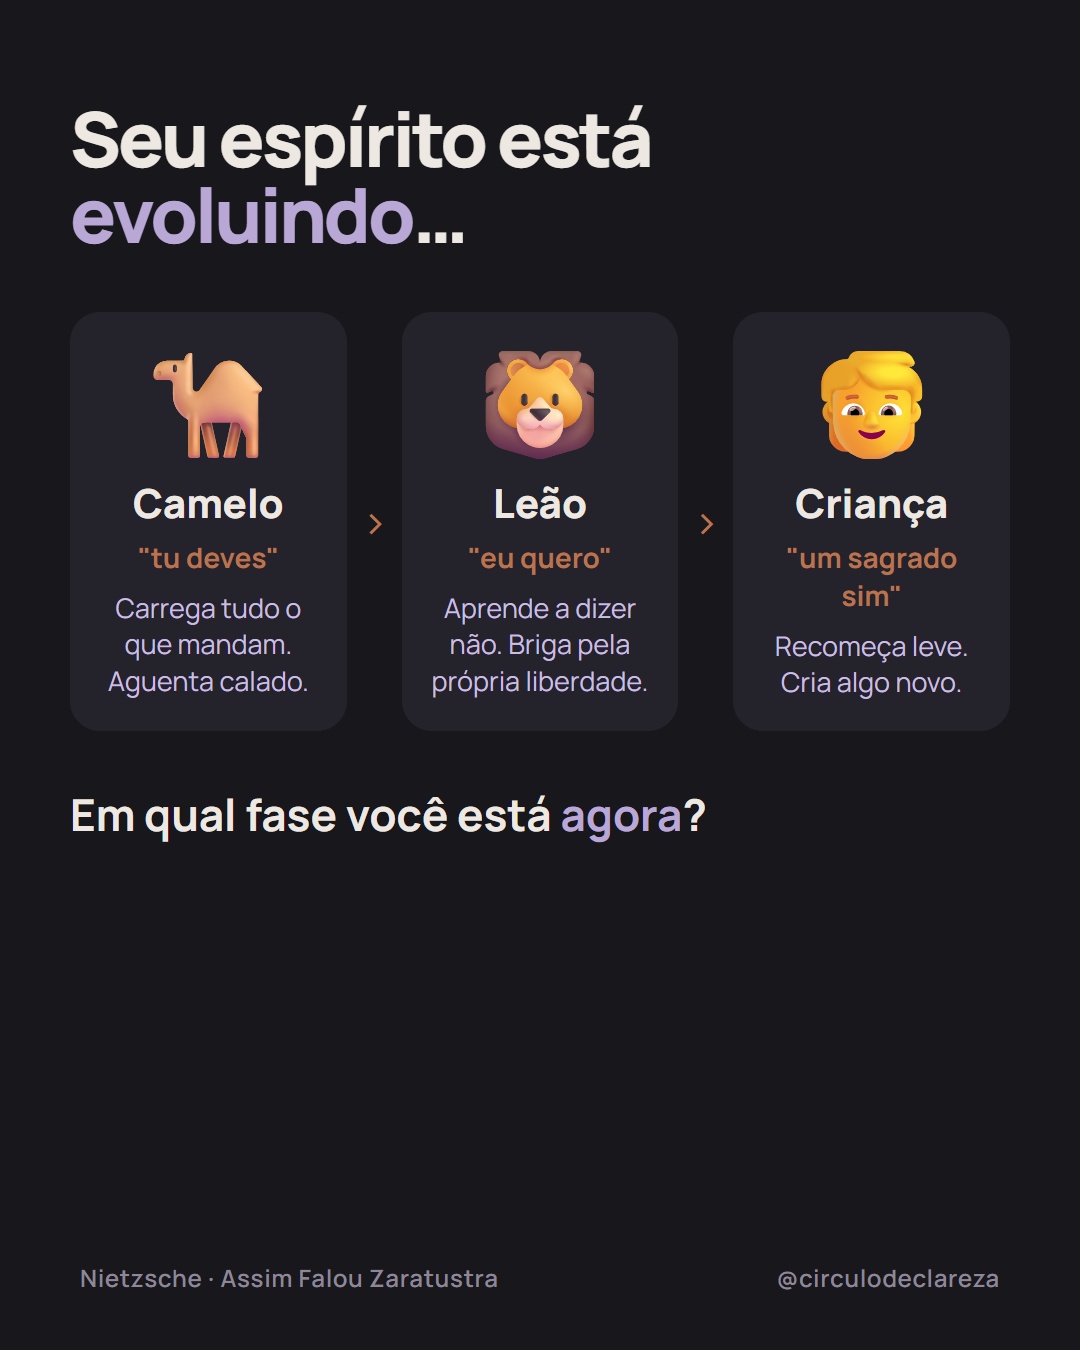 Seu espírito está
evoluindo...
Camelo
"tu deves"
Carrega tudo o
que mandam.
Aguenta calado.
Leão
"eu quero"
Aprende a dizer
não. Briga pela
própria liberdade.
Criança
"um sagrado
sim"
Recomeça leve.
Cria algo novo.
Em qual fase você está agora?
Nietzsche · Assim Falou Zaratustra
@circulodeclareza